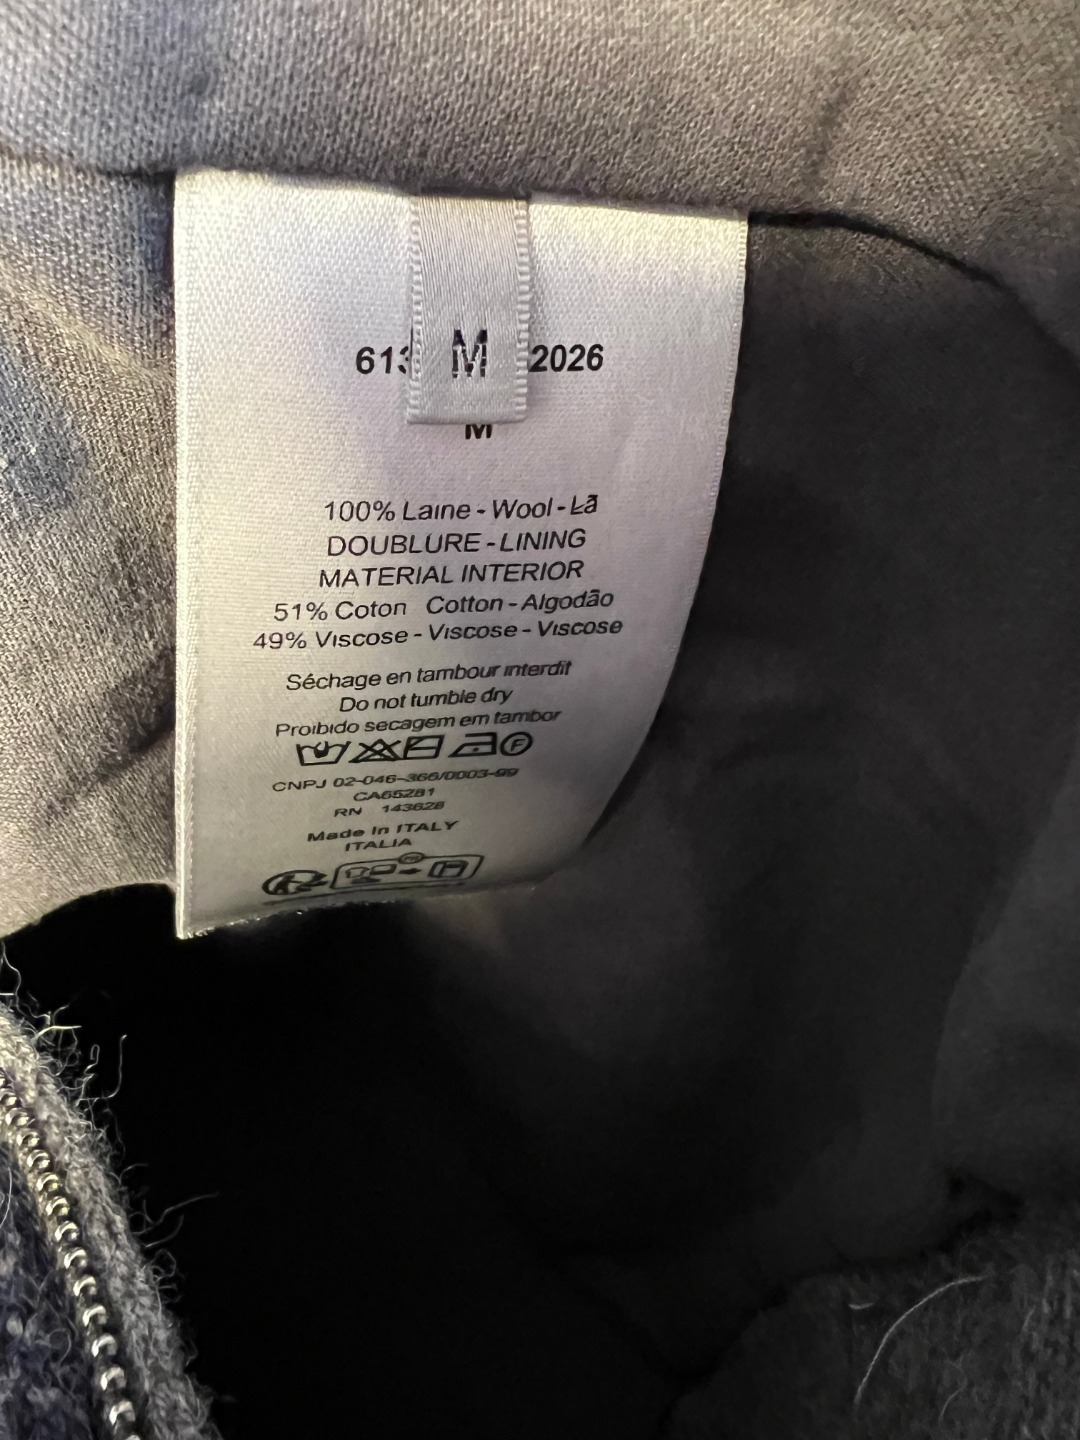 613 M 2026
M
100% Laine - Wool - Lã
DOUBLURE - LINING
MATERIAL INTERIOR
51% Coton Cotton - Algodão
49% Viscose - Viscose - Viscose
Séchage en tambour interdit
Do not tumble dry
Proibido secagem em tambor
F
CNPJ 02-046-366/0003-99
CA65281
RN 143628
Made In ITALY
ITALIA